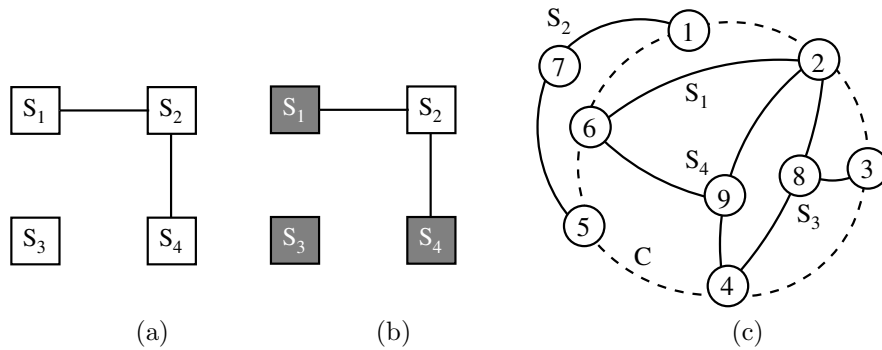 S₁ S₂
S₃ S₄
(a)
S₁ S₂
S₃ S₄
(b)
S₂ 1
7 2
S₁
6
S₄ 8 3
9 S₃
5
C
4
(c)